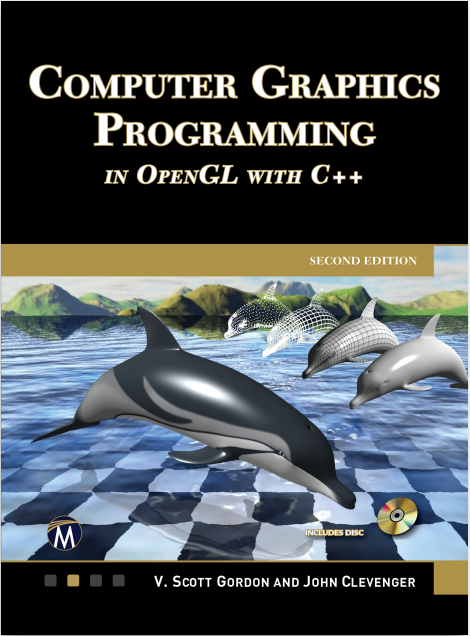 COMPUTER GRAPHICS
PROGRAMMING
IN OPENGL WITH C++
SECOND EDITION
INCLUDES DISC
M
V. SCOTT GORDON AND JOHN CLEVENGER